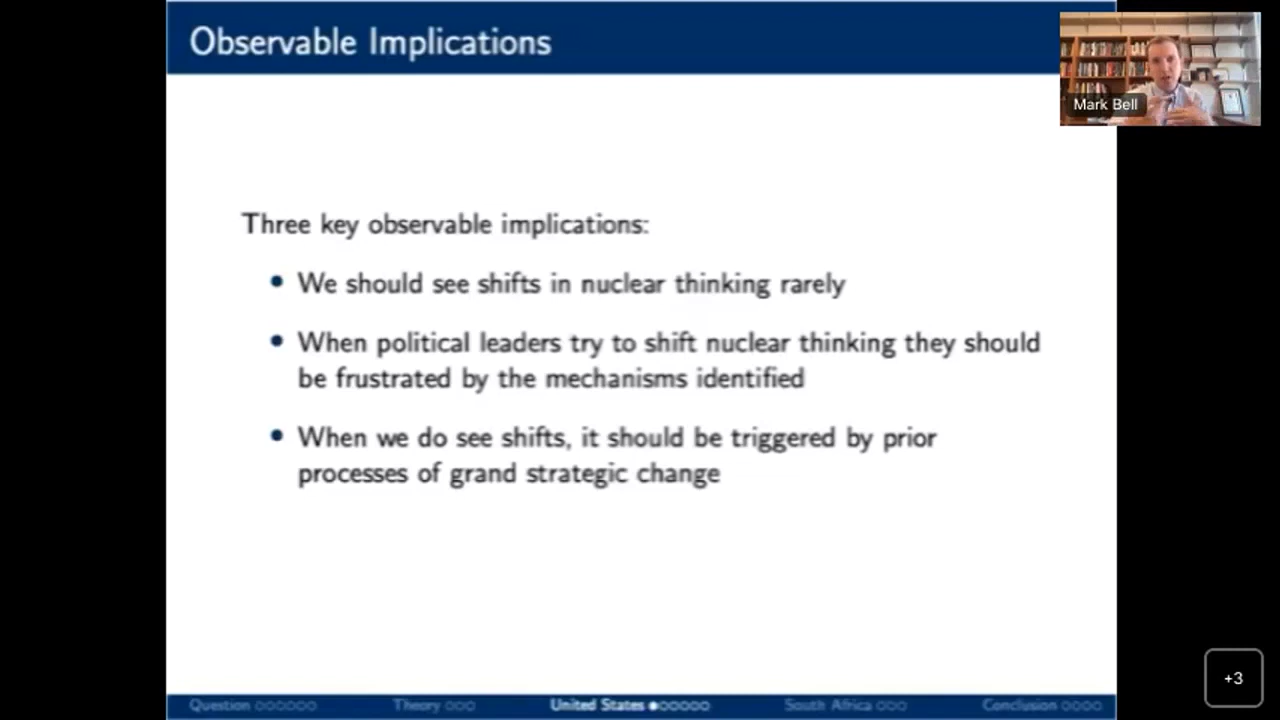 Observable Implications
Mark Bell
Three key observable implications:
We should see shifts in nuclear thinking rarely
When political leaders try to shift nuclear thinking they should
be frustrated by the mechanisms identified
When we do see shifts, it should be triggered by prior
processes of grand strategic change
+3
Question
Theory
United States
South Africa
Conclusion